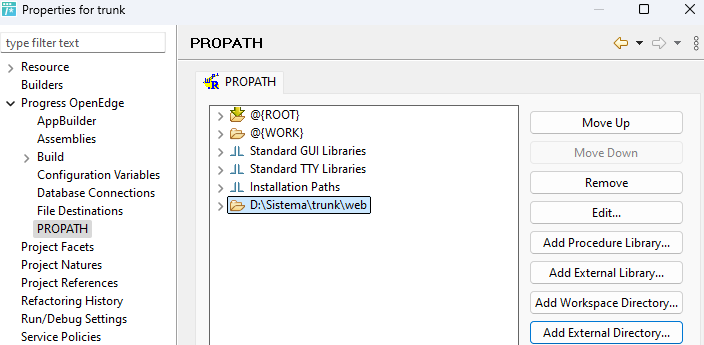 Properties for trunk
type filter text
Resource
Builders
Progress OpenEdge
AppBuilder
Assemblies
Build
Configuration Variables
Database Connections
File Destinations
PROPATH
Project Facets
Project Natures
Project References
Refactoring History
Run/Debug Settings
Service Policies
PROPATH
PROPATH
@{ROOT}
@{WORK}
Standard GUI Libraries
Standard TTY Libraries
Installation Paths
D:\Sistema\trunk\web
Move Up
Move Down
Remove
Edit...
Add Procedure Library...
Add External Library...
Add Workspace Directory...
Add External Directory...